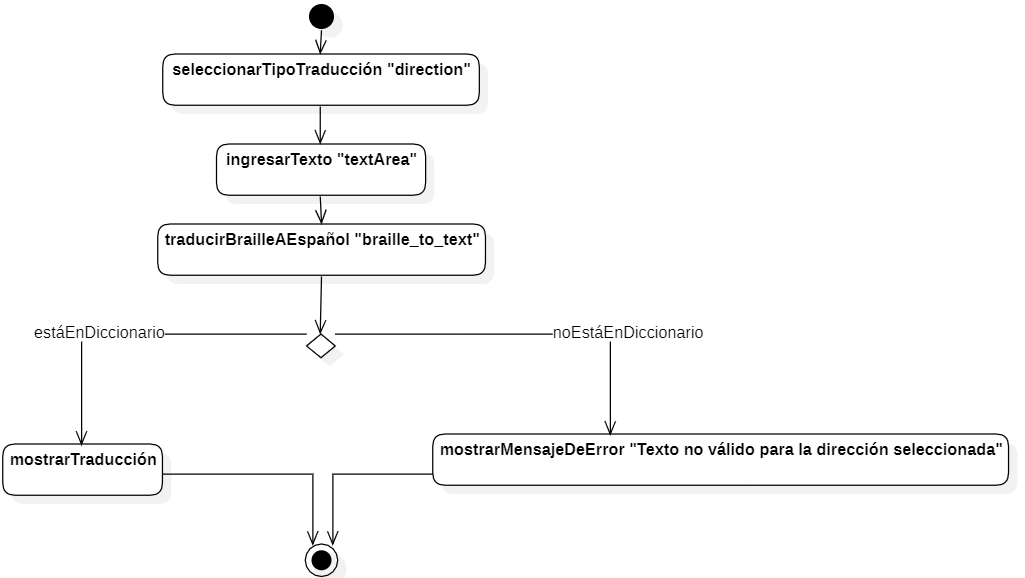 seleccionarTipoTraducción "direction"
ingresarTexto "textArea"
traducirBrailleAEspañol "braille_to_text"
estáEnDiccionario
noEstáEnDiccionario
mostrarTraducción
mostrarMensajeDeError "Texto no válido para la dirección seleccionada"